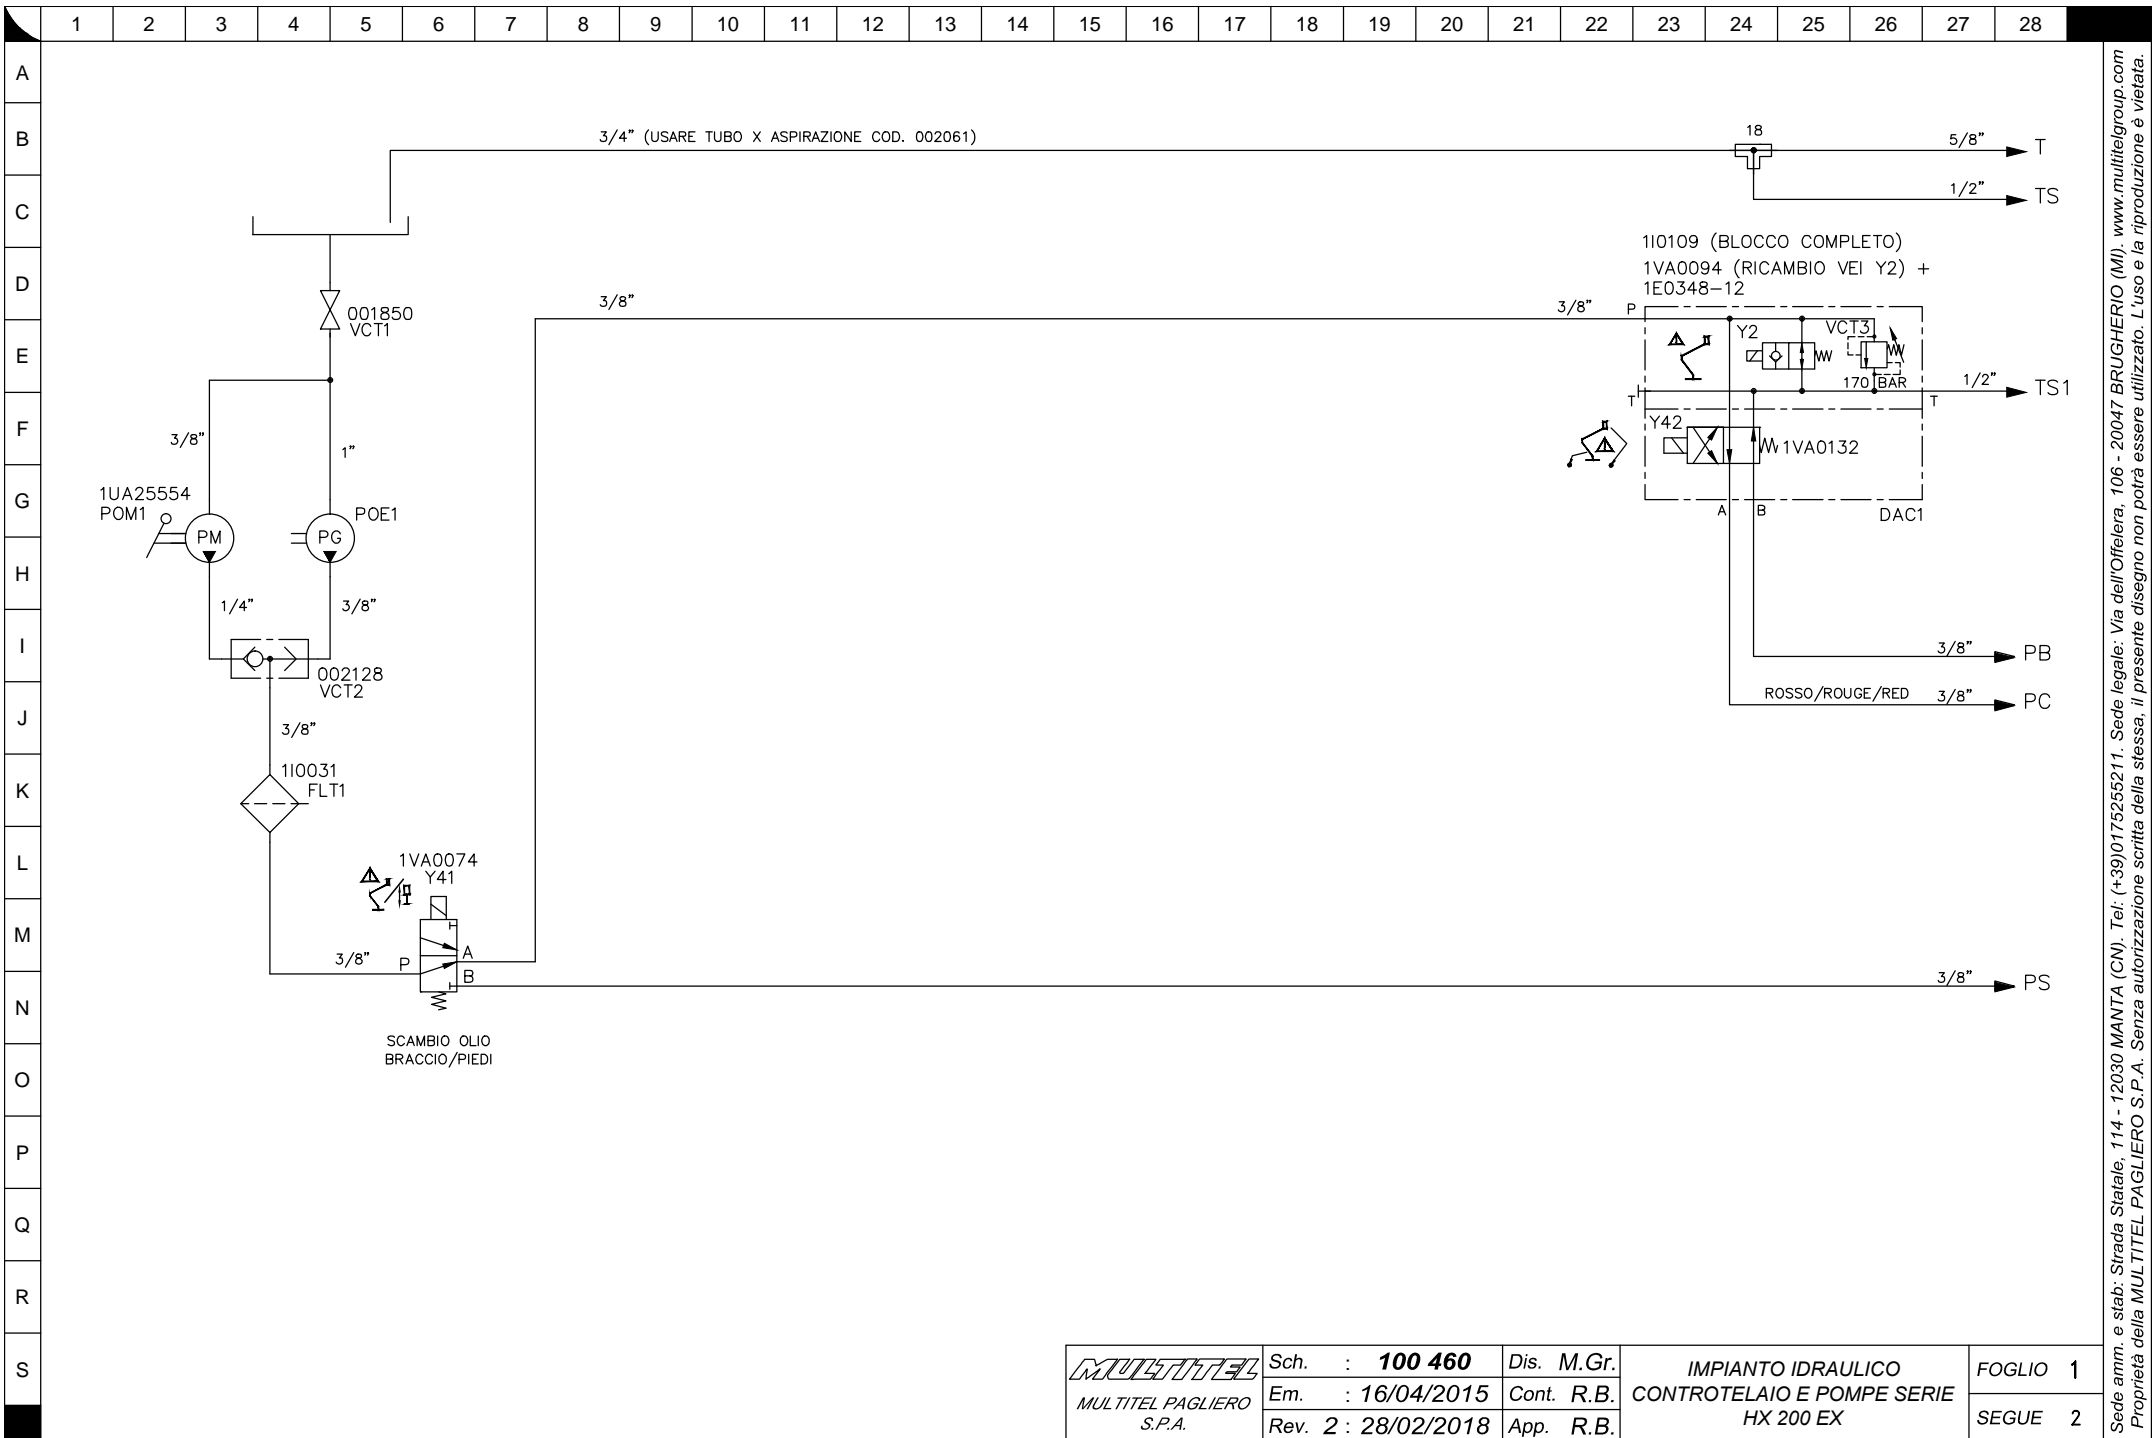 1 2 3 4 5 6 7 8 9 10 11 12 13 14 15 16 17 18 19 20 21 22 23 24 25 26 27 28
A
B
C
D
E
F
G
H
I
J
K
L
M
N
O
P
Q
R
S
3/4" (USARE TUBO X ASPIRAZIONE COD. 002061)
18
5/8"
T
1/2"
TS
1I0109 (BLOCCO COMPLETO)
1VA0094 (RICAMBIO VEI Y2) +
1E0348-12
001850
VCT1
3/8"
3/8"
P
Y2
VCT3
170 BAR
T
T
1/2"
TS1
Y42
1VA0132
A
B
DAC1
3/8"
1"
1UA25554
POM1
PM
POE1
PG
1/4"
3/8"
002128
VCT2
3/8"
PB
ROSSO/ROUGE/RED
3/8"
PC
3/8"
1I0031
FLT1
1VA0074
Y41
3/8"
P
A
B
3/8"
PS
SCAMBIO OLIO
BRACCIO/PIEDI
MULTITEL
MULTITEL PAGLIERO
S.P.A.
Sch. : 100 460
Em. : 16/04/2015
Rev. 2 : 28/02/2018
Dis. M.Gr.
Cont. R.B.
App. R.B.
IMPIANTO IDRAULICO
CONTROTELAIO E POMPE SERIE
HX 200 EX
FOGLIO 1
SEGUE 2
Sede amm. e stab: Strada Statale, 114 - 12030 MANTA (CN). Tel: (+39)0175255211. Sede legale: Via dell'Offelera, 106 - 20047 BRUGHERIO (MI). www.multitelgroup.com
Proprietà della MULTITEL PAGLIERO S.P.A. Senza autorizzazione scritta della stessa, il presente disegno non potrà essere utilizzato. L'uso e la riproduzione è vietata.